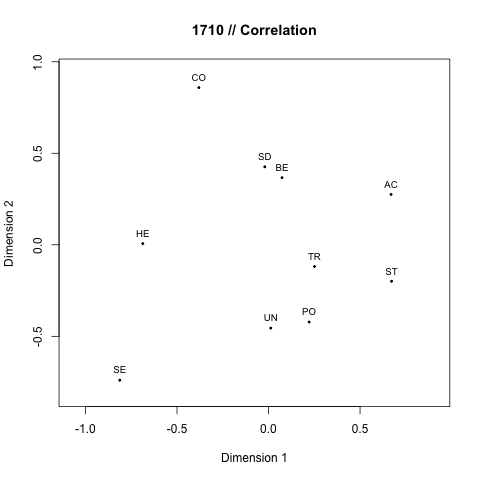 1710 // Correlation
CO
SD
BE
AC
HE
TR
ST
PO
UN
SE
1.0
0.5
0.0
-0.5
Dimension 2
-1.0 -0.5 0.0 0.5
Dimension 1